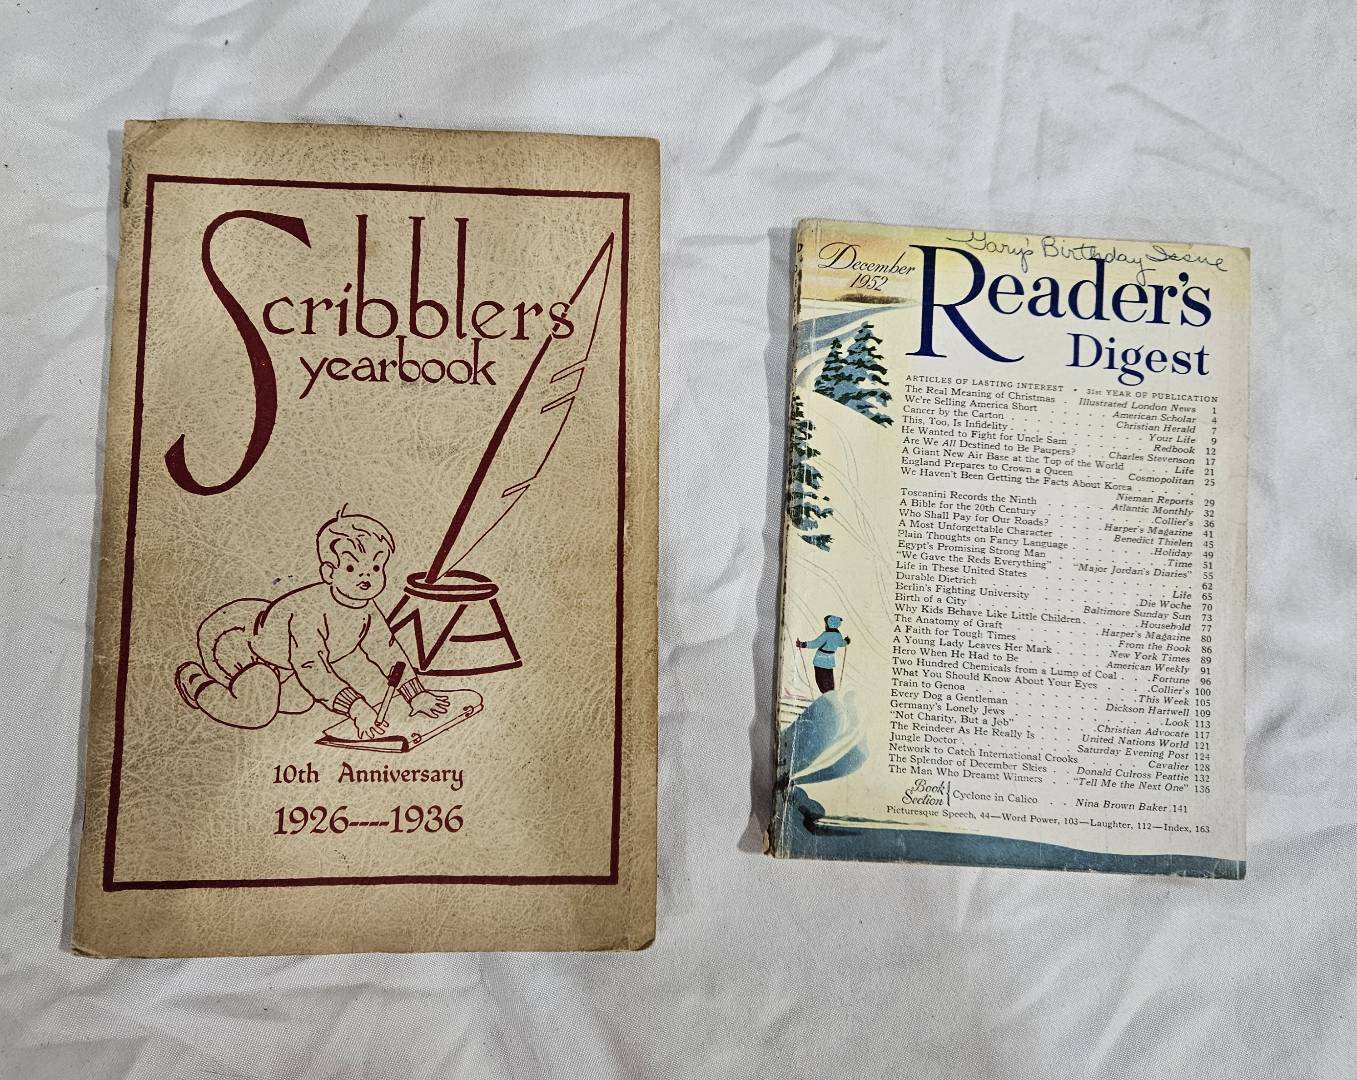 Scribblers
yearbook
10th Anniversary
1926----1936
Gary's Birthday Issue
December
1952
Reader's
Digest
ARTICLES OF LASTING INTEREST • 31st YEAR OF PUBLICATION
The Real Meaning of Christmas . Illustrated London News 1
We're Selling America Short . . . . . . American Scholar 4
Cancer by the Carton . . . . . . . . . Christian Herald 7
This, Too, Is Infidelity . . . . . . . . . . . Your Life 9
He Wanted to Fight for Uncle Sam . . . . . . . Redbook 12
Are We All Destined to Be Paupers? . . . Charles Stevenson 17
A Giant New Air Base at the Top of the World . . . . Life 21
England Prepares to Crown a Queen . . . . Cosmopolitan 25
We Haven't Been Getting the Facts About Korea . . . . .
Nieman Reports 29
Toscanini Records the Ninth . . . . . . Atlantic Monthly 32
A Bible for the 20th Century . . . . . . . . .Collier's 36
Who Shall Pay for Our Roads? . . . . Harper's Magazine 41
A Most Unforgettable Character . . . . Benedict Thielen 45
Plain Thoughts on Fancy Language . . . . . . .Holiday 49
Egypt's Promising Strong Man . . . . . . . . . .Time 51
"We Gave the Reds Everything" . . "Major Jordan's Diaries" 55
Life in These United States . . . . . . . . . . . 62
Durable Dietrich . . . . . . . . . . . . . Life 65
Berlin's Fighting University . . . . . . . . .Die Woche 70
Birth of a City . . . . . . . . Baltimore Sunday Sun 73
Why Kids Behave Like Little Children . . . . . .Household 77
The Anatomy of Graft . . . . . . . . Harper's Magazine 80
A Faith for Tough Times . . . . . . . From the Book 86
A Young Lady Leaves Her Mark . . . . . New York Times 89
Hero When He Had to Be . . . . . . . American Weekly 91
Two Hundred Chemicals from a Lump of Coal . . .Fortune 96
What You Should Know About Your Eyes . . . .Collier's 100
Train to Genoa . . . . . . . . . . . . .This Week 105
Every Dog a Gentleman . . . . . . . Dickson Hartwell 109
Germany's Lonely Jews . . . . . . . . . . . .Look 113
"Not Charity, But a Job" . . . . . . .Christian Advocate 117
The Reindeer As He Really Is . . . . United Nations World 121
Jungle Doctor . . . . . . . . . . Saturday Evening Post 124
Network to Catch International Crooks . . . . . Cavalier 128
The Splendor of December Skies . . Donald Culross Peattie 132
The Man Who Dreamt Winners . . . "Tell Me the Next One" 136
Book
Section
Cyclone in Calico . . . Nina Brown Baker 141
Picturesque Speech, 44—Word Power, 103—Laughter, 112—Index, 163